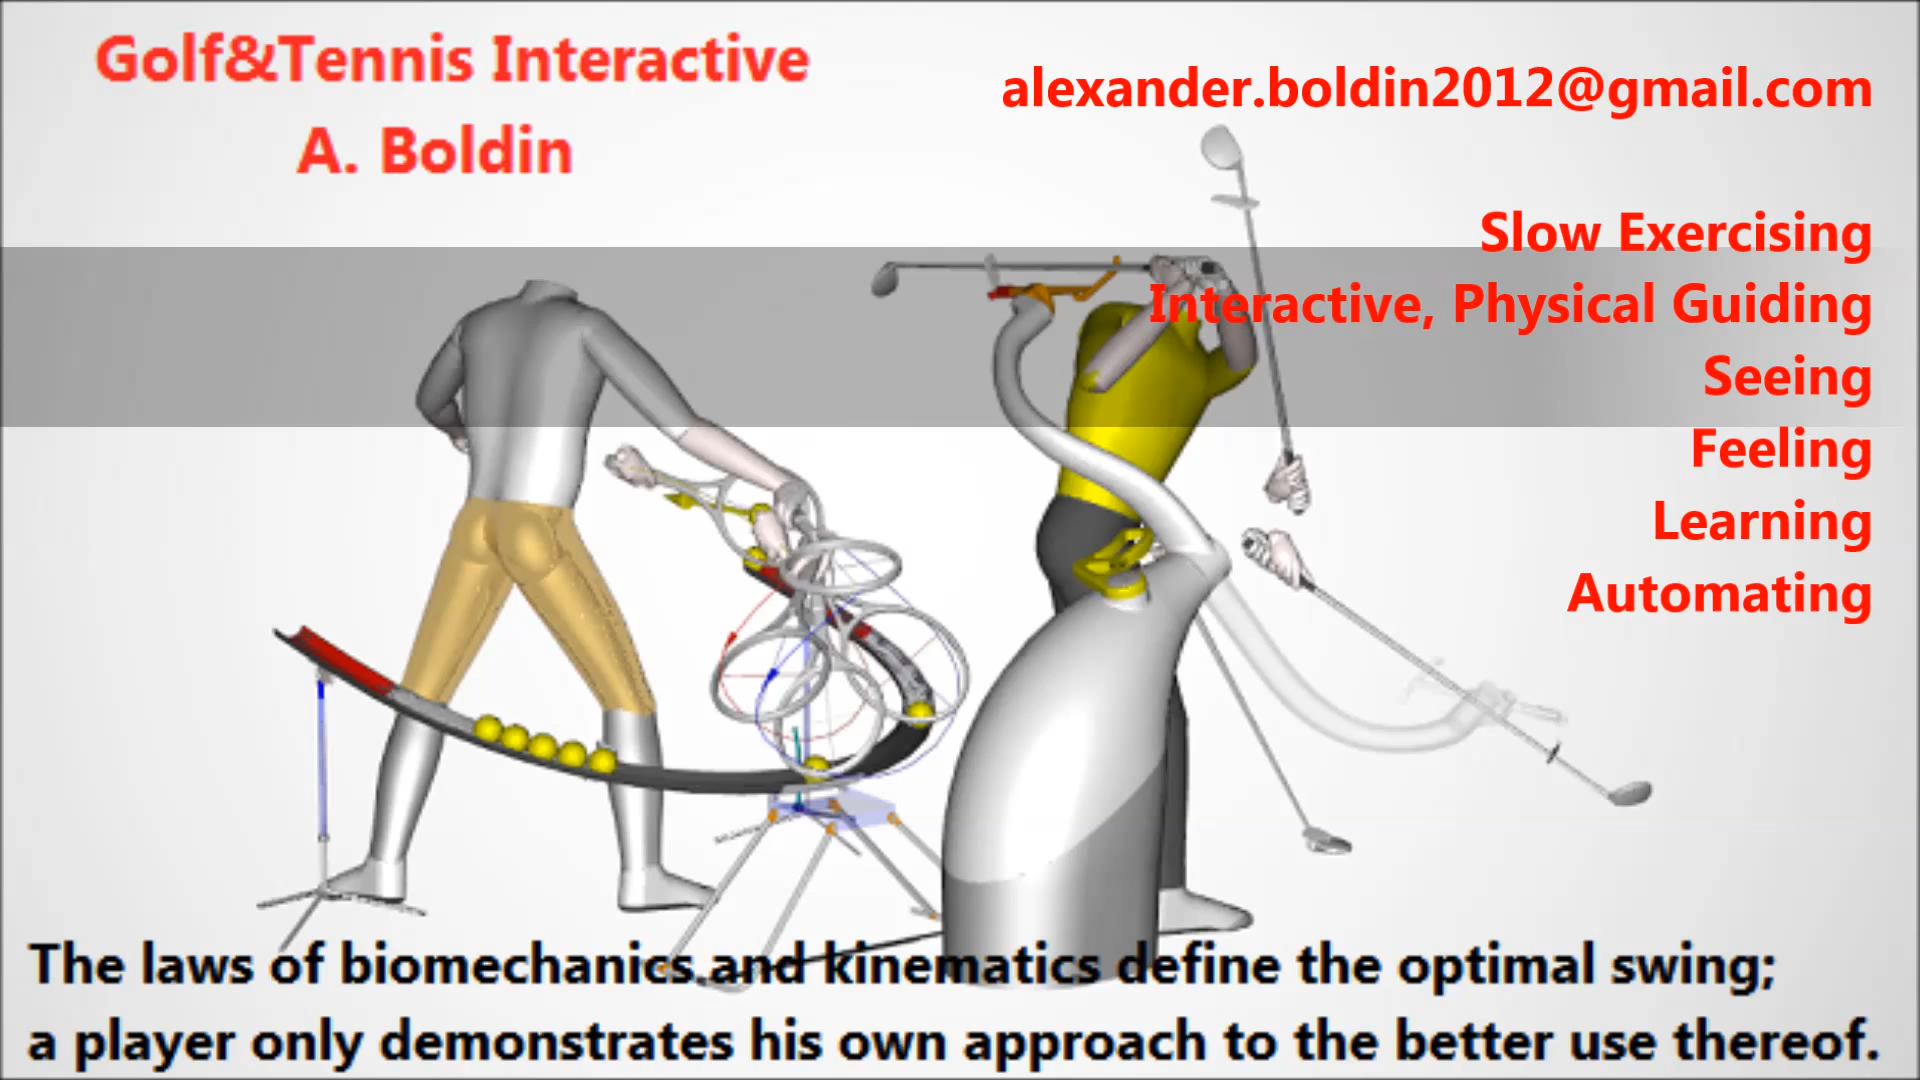 Golf&Tennis Interactive
A. Boldin
alexander.boldin2012@gmail.com
Slow Exercising
Interactive, Physical Guiding
Seeing
Feeling
Learning
Automating
The laws of biomechanics and kinematics define the optimal swing;
a player only demonstrates his own approach to the better use thereof.